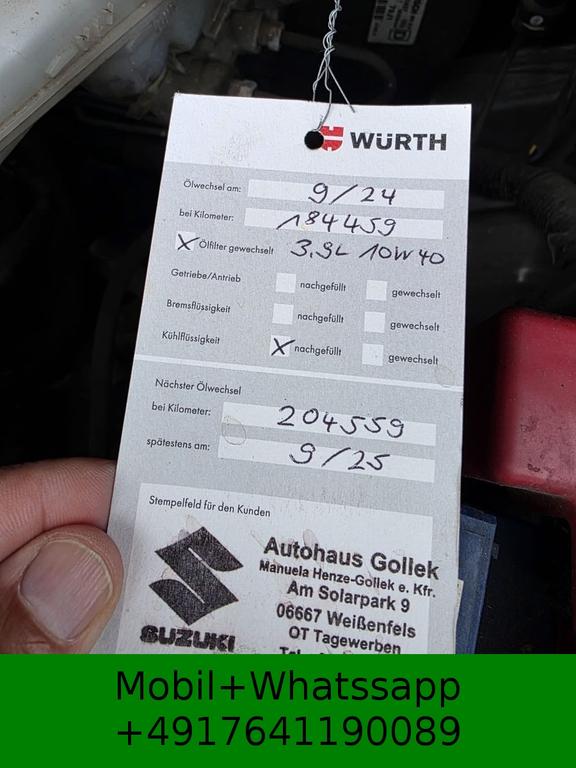 WÜRTH
Ölwechsel am: 9/24
bei Kilometer: 184459
X Ölfilter gewechselt 3,9L 10W40
Getriebe/Antrieb nachgefüllt gewechselt
Bremsflüssigkeit nachgefüllt gewechselt
Kühlflüssigkeit X nachgefüllt gewechselt
Nächster Ölwechsel
bei Kilometer: 204559
spätestens am: 9/25
Stempelfeld für den Kunden
Autohaus Gollek
Manuela Henze-Gollek e. Kfr.
Am Solarpark 9
06667 Weißenfels
OT Tagewerben
SUZUKI
Mobil+Whatssapp
+4917641190089